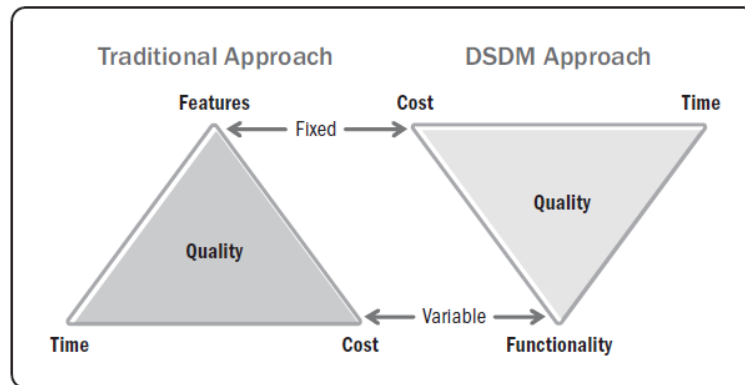 Traditional Approach
DSDM Approach
Features
Fixed
Cost
Time
Quality
Quality
Variable
Time
Cost
Functionality